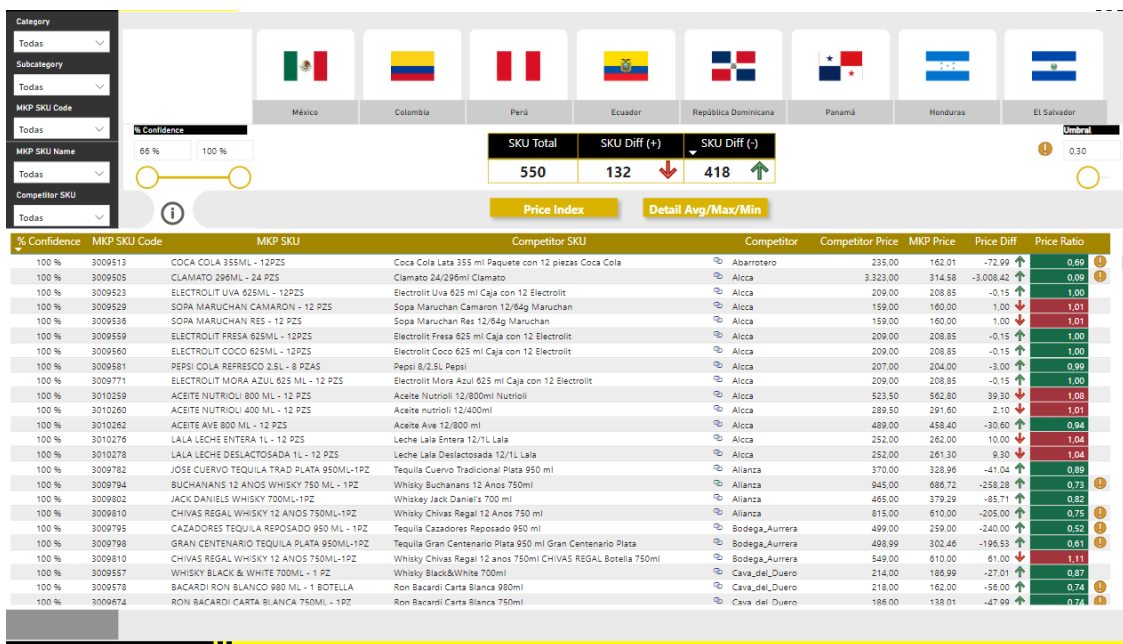 Category
Todas
Subcategory
Todas
MKP SKU Code
Todas
MKP SKU Name
Todas
Competitor SKU
Todas
México Colombia Perú Ecuador República Dominicana Panamá Honduras El Salvador
% Confidence
66 % 100 %
SKU Total SKU Diff (+) SKU Diff (-)
550 132 418
Umbral
0,30
Price Index Detail Avg/Max/Min
% Confidence MKP SKU Code MKP SKU Competitor SKU Competitor Competitor Price MKP Price Price Diff Price Ratio
100 % 3009513 COCA COLA 355ML - 12PZS Coca Cola Lata 355 ml Paquete con 12 piezas Coca Cola Abarrotero 235,00 162,01 -72,99 0,69
100 % 3009505 CLAMATO 296ML - 24 PZS Clamato 24/296ml Clamato Alcca 3.323,00 314,58 -3.008,42 0,09
100 % 3009523 ELECTROLIT UVA 625ML - 12PZS Electrolit Uva 625 ml Caja con 12 Electrolit Alcca 209,00 208,85 -0,15 1,00
100 % 3009529 SOPA MARUCHAN CAMARON - 12 PZS Sopa Maruchan Camaron 12/64g Maruchan Alcca 159,00 160,00 1,00 1,01
100 % 3009536 SOPA MARUCHAN RES - 12 PZS Sopa Maruchan Res 12/64g Maruchan Alcca 159,00 160,00 1,00 1,01
100 % 3009559 ELECTROLIT FRESA 625ML - 12PZS Electrolit Fresa 625 ml Caja con 12 Electrolit Alcca 209,00 208,85 -0,15 1,00
100 % 3009560 ELECTROLIT COCO 625ML - 12PZS Electrolit Coco 625 ml Caja con 12 Electrolit Alcca 209,00 208,85 -0,15 1,00
100 % 3009581 PEPSI COLA REFRESCO 2.5L - 8 PZAS Pepsi 8/2.5L Pepsi Alcca 207,00 204,00 -3,00 0,99
100 % 3009771 ELECTROLIT MORA AZUL 625 ML - 12 PZS Electrolit Mora Azul 625 ml Caja con 12 Electrolit Alcca 209,00 208,85 -0,15 1,00
100 % 3010259 ACEITE NUTRIOLI 800 ML - 12 PZS Aceite Nutrioli 12/800ml Nutrioli Alcca 523,50 562,80 39,30 1,08
100 % 3010260 ACEITE NUTRIOLI 400 ML - 12 PZS Aceite nutrioli 12/400ml Alcca 289,50 291,60 2,10 1,01
100 % 3010262 ACEITE AVE 800 ML - 12 PZS Aceite Ave 12/800 ml Alcca 489,00 458,40 -30,60 0,94
100 % 3010276 LALA LECHE ENTERA 1L - 12 PZS Leche Lala Entera 12/1L Lala Alcca 252,00 262,00 10,00 1,04
100 % 3010278 LALA LECHE DESLACTOSADA 1L - 12 PZS Leche Lala Deslactosada 12/1L Lala Alcca 252,00 261,30 9,30 1,04
100 % 3009782 JOSE CUERVO TEQUILA TRAD PLATA 950ML-1PZ Tequila Cuervo Tradicional Plata 950 ml Alianza 370,00 328,96 -41,04 0,89
100 % 3009794 BUCHANANS 12 ANOS WHISKY 750 ML - 1PZ Whisky Buchanans 12 Anos 750ml Alianza 945,00 686,72 -258,28 0,73
100 % 3009802 JACK DANIELS WHISKY 700ML-1PZ Whiskey Jack Daniel's 700 ml Alianza 465,00 379,29 -85,71 0,82
100 % 3009810 CHIVAS REGAL WHISKY 12 ANOS 750ML-1PZ Whisky Chivas Regal 12 Anos 750 ml Alianza 815,00 610,00 -205,00 0,75
100 % 3009795 CAZADORES TEQUILA REPOSADO 950 ML - 1PZ Tequila Cazadores Reposado 950 ml Bodega_Aurrera 499,00 259,00 -240,00 0,52
100 % 3009798 GRAN CENTENARIO TEQUILA PLATA 950ML-1PZ Tequila Gran Centenario Plata 950 ml Gran Centenario Plata Bodega_Aurrera 498,99 302,46 -196,53 0,61
100 % 3009810 CHIVAS REGAL WHISKY 12 ANOS 750ML-1PZ Whisky Chivas Regal 12 anos 750ml CHIVAS REGAL Botella 750ml Bodega_Aurrera 549,00 610,00 61,00 1,11
100 % 3009557 WHISKY BLACK & WHITE 700ML - 1 PZ Whisky Black&White 700ml Cava_del_Duero 214,00 186,99 -27,01 0,87
100 % 3009578 BACARDI RON BLANCO 980 ML - 1 BOTELLA Ron Bacardi Carta Blanca 980ml Cava_del_Duero 218,00 162,00 -56,00 0,74
100 % 3009674 RON BACARDI CARTA BLANCA 750ML - 1PZ Ron Bacardi Carta Blanca 750ml Cava_del_Duero 186,00 138,01 -47,99 0,74